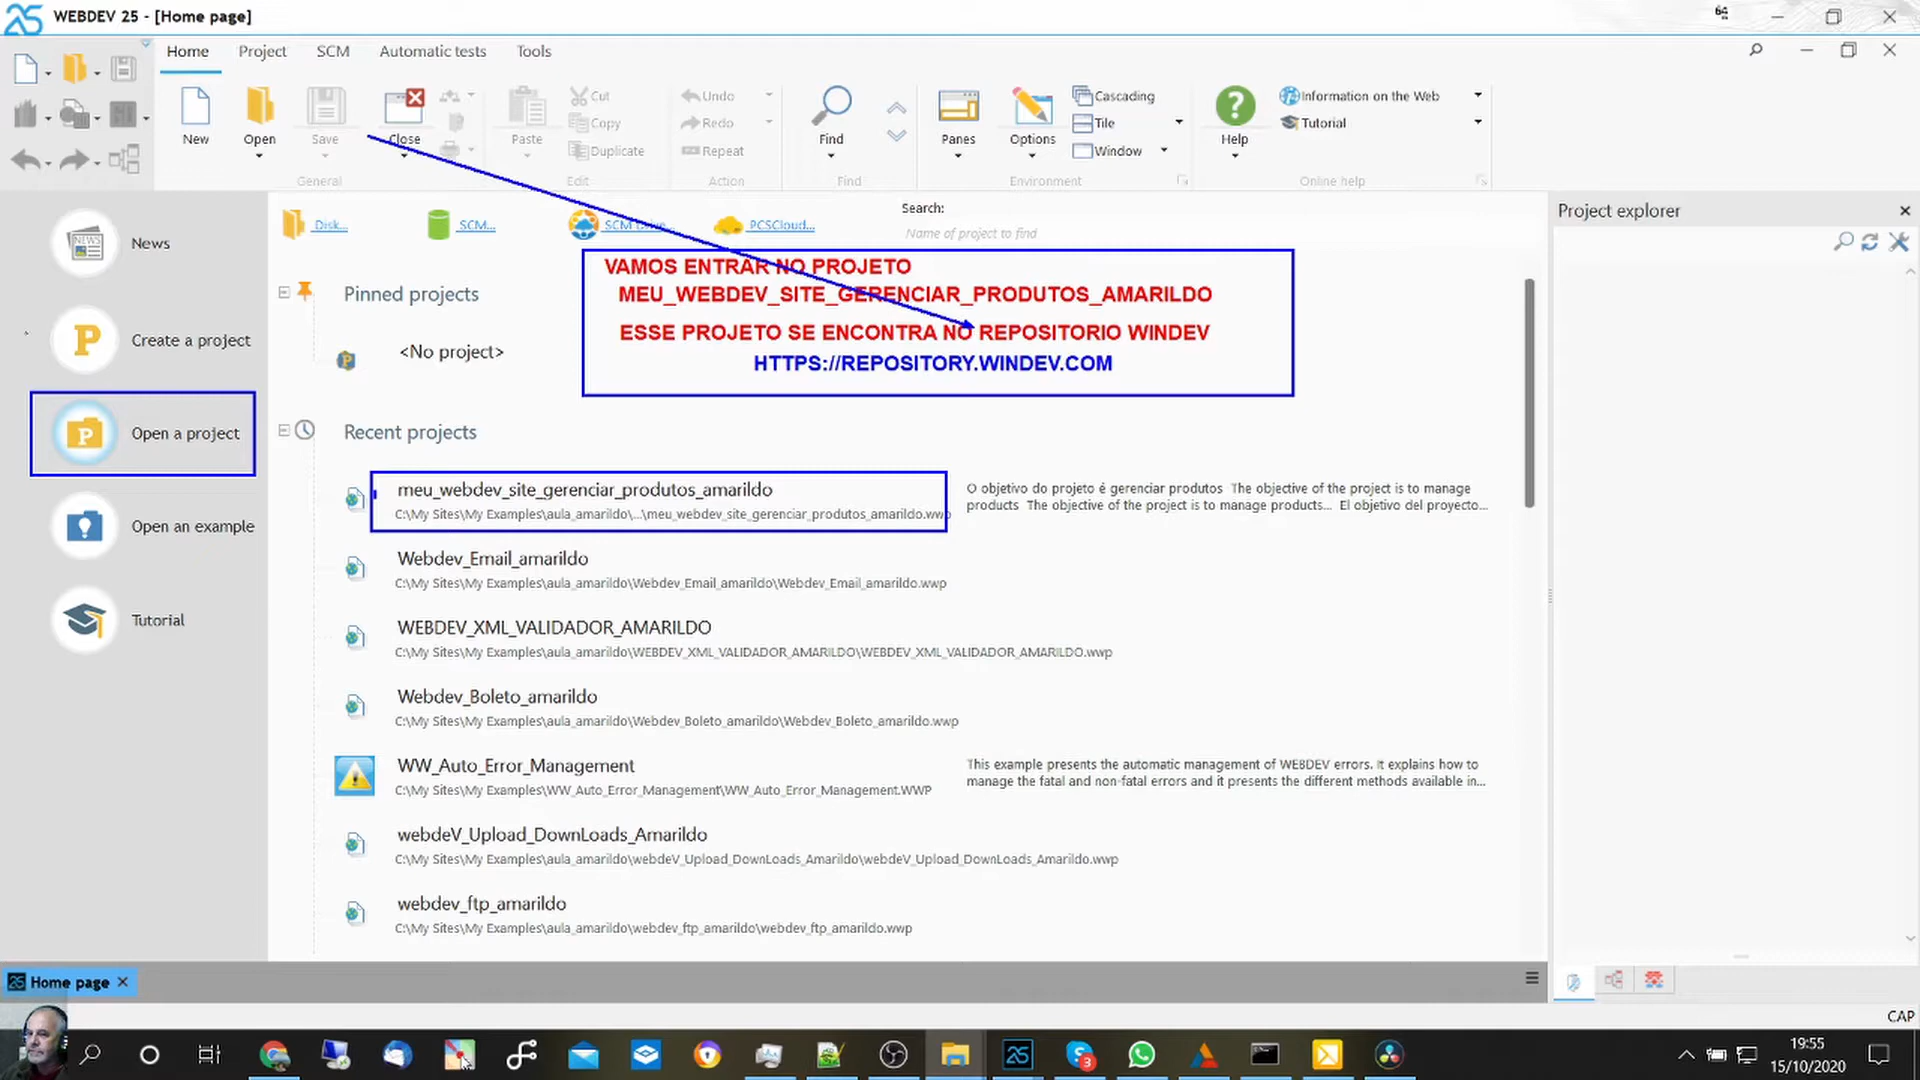 WEBDEV 25 - [Home page]
64
Home Project SCM Automatic tests Tools
New
Open
Save
Close
General
Paste
Cut
Copy
Duplicate
Edit
Undo
Redo
Repeat
Action
Find
Find
Panes
Options
Cascading
Tile
Window
Environment
Help
Information on the Web
Tutorial
Online help
News
Create a project
Open a project
Open an example
Tutorial
Disk...
SCM...
SCM Drive...
PCSCloud...
Search:
Name of project to find
VAMOS ENTRAR NO PROJETO
MEU_WEBDEV_SITE_GERENCIAR_PRODUTOS_AMARILDO
ESSE PROJETO SE ENCONTRA NO REPOSITORIO WINDEV
HTTPS://REPOSITORY.WINDEV.COM
Pinned projects
<No project>
Recent projects
meu_webdev_site_gerenciar_produtos_amarildo
C:\My Sites\My Examples\aula_amarildo\...\meu_webdev_site_gerenciar_produtos_amarildo.wwp
O objetivo do projeto é gerenciar produtos The objective of the project is to manage
products The objective of the project is to manage products... El objetivo del proyecto...
Webdev_Email_amarildo
C:\My Sites\My Examples\aula_amarildo\Webdev_Email_amarildo\Webdev_Email_amarildo.wwp
WEBDEV_XML_VALIDADOR_AMARILDO
C:\My Sites\My Examples\aula_amarildo\WEBDEV_XML_VALIDADOR_AMARILDO\WEBDEV_XML_VALIDADOR_AMARILDO.wwp
Webdev_Boleto_amarildo
C:\My Sites\My Examples\aula_amarildo\Webdev_Boleto_amarildo\Webdev_Boleto_amarildo.wwp
WW_Auto_Error_Management
C:\My Sites\My Examples\WW_Auto_Error_Management\WW_Auto_Error_Management.WWP
This example presents the automatic management of WEBDEV errors. It explains how to
manage the fatal and non-fatal errors and it presents the different methods available in...
webdeV_Upload_DownLoads_Amarildo
C:\My Sites\My Examples\aula_amarildo\webdeV_Upload_DownLoads_Amarildo\webdeV_Upload_DownLoads_Amarildo.wwp
webdev_ftp_amarildo
C:\My Sites\My Examples\aula_amarildo\webdev_ftp_amarildo\webdev_ftp_amarildo.wwp
Project explorer
Home page
CAP
19:55
15/10/2020